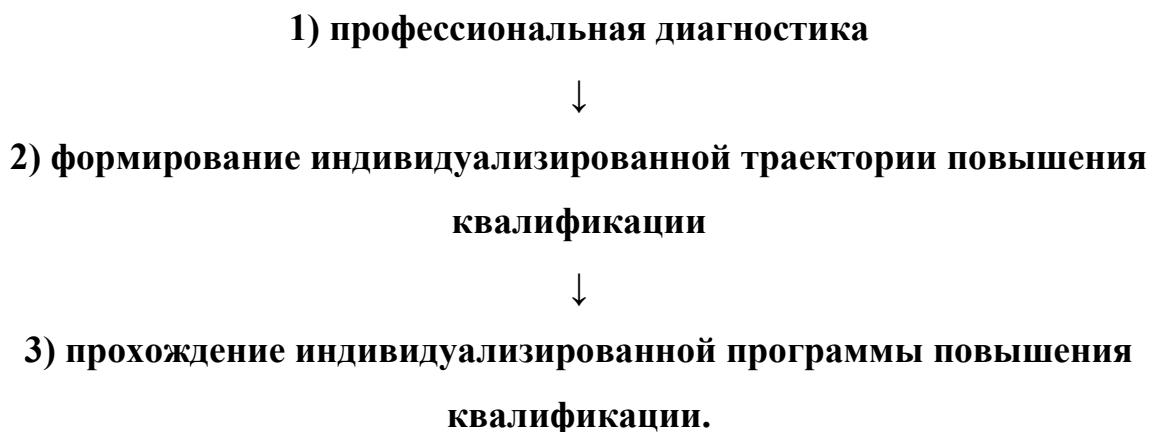 1) профессиональная диагностика
↓
2) формирование индивидуализированной траектории повышения
квалификации
↓
3) прохождение индивидуализированной программы повышения
квалификации.